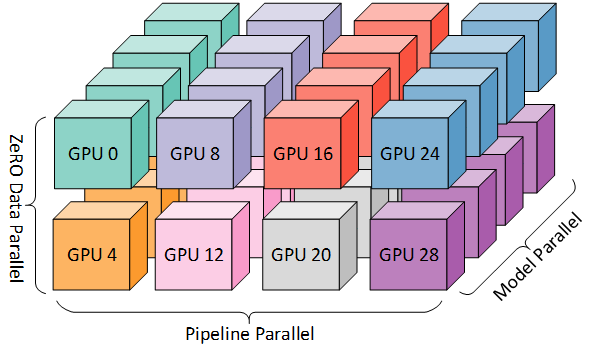 GPU 0
GPU 8
GPU 16
GPU 24
GPU 4
GPU 12
GPU 20
GPU 28
ZeRO Data Parallel
Pipeline Parallel
Model Parallel